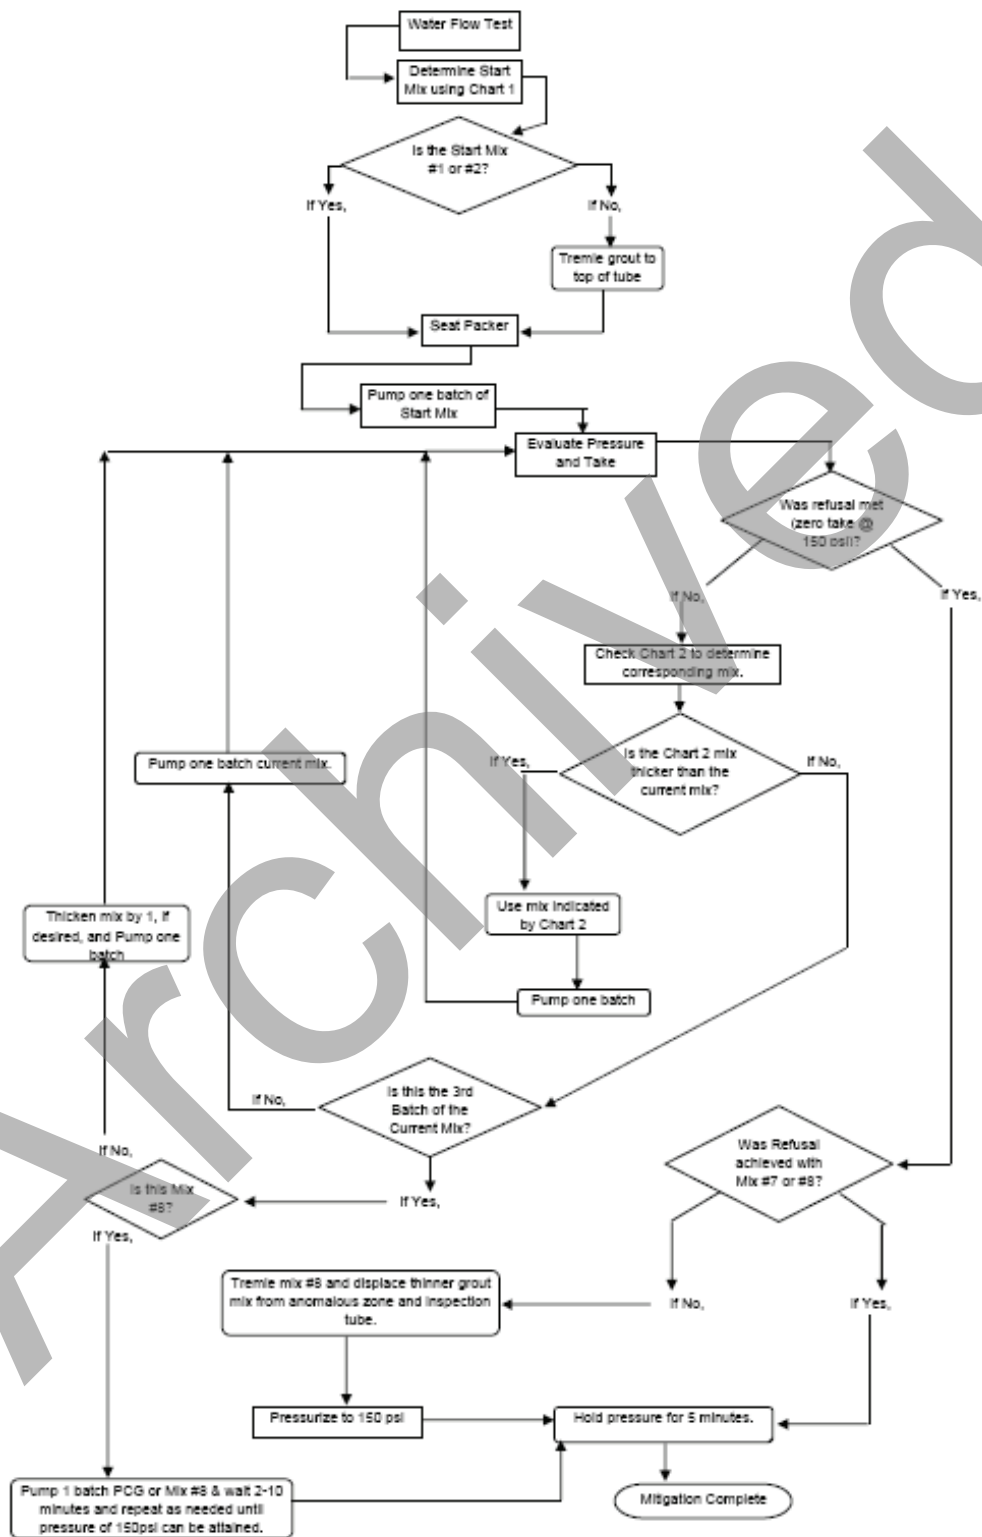 Water Flow Test
Determine Start
Mix using Chart 1
Is the Start Mix
#1 or #2?
If Yes,
If No,
Tremie grout to
top of tube
Seat Packer
Pump one batch of
Start Mix
Evaluate Pressure
and Take
Was refusal met
(zero take @
150 psi)?
If No,
If Yes,
Check Chart 2 to determine
corresponding mix.
Is the Chart 2 mix
thicker than the
current mix?
If Yes,
If No,
Pump one batch current mix.
Use mix indicated
by Chart 2
Thicken mix by 1, if
desired, and Pump one
batch
Pump one batch
Is this the 3rd
Batch of the
Current Mix?
If No,
If Yes,
If No,
Is this Mix
#8?
If Yes,
Was Refusal
achieved with
Mix #7 or #8?
If No,
If Yes,
Tremie mix #8 and displace thinner grout
mix from anomalous zone and inspection
tube.
Pressurize to 150 psi
Hold pressure for 5 minutes.
Pump 1 batch PCG or Mix #8 & wait 2-10
minutes and repeat as needed until
pressure of 150psi can be attained.
Mitigation Complete
Archived